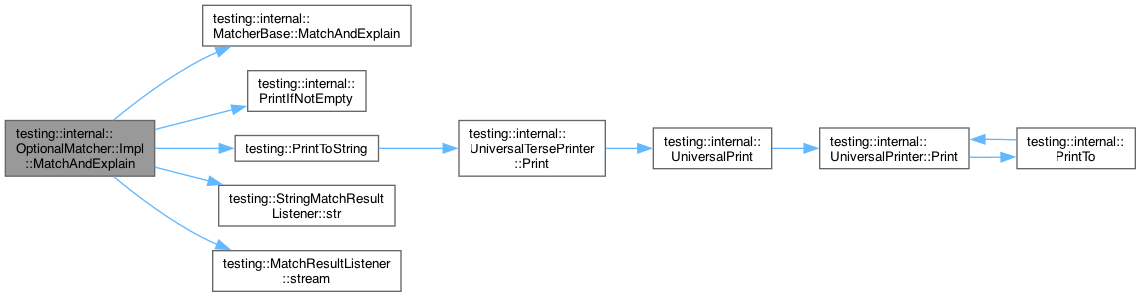 testing::internal::
OptionalMatcher::Impl
::MatchAndExplain
testing::internal::
MatcherBase::MatchAndExplain
testing::internal::
PrintIfNotEmpty
testing::PrintToString
testing::StringMatchResult
Listener::str
testing::MatchResultListener
::stream
testing::internal::
UniversalTersePrinter
::Print
testing::internal::
UniversalPrint
testing::internal::
UniversalPrinter::Print
testing::internal::
PrintTo